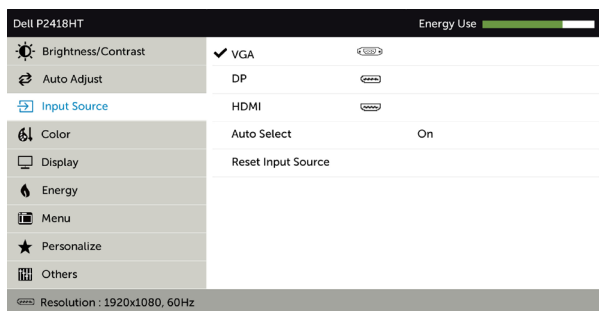 Dell P2418HT Energy Use
Brightness/Contrast
Auto Adjust
Input Source
Color
Display
Energy
Menu
Personalize
Others
VGA
DP
HDMI
Auto Select On
Reset Input Source
Resolution : 1920x1080, 60Hz